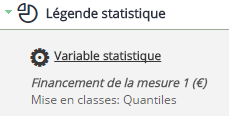 Légende statistique
Variable statistique
Financement de la mesure 1 (€)
Mise en classes: Quantiles